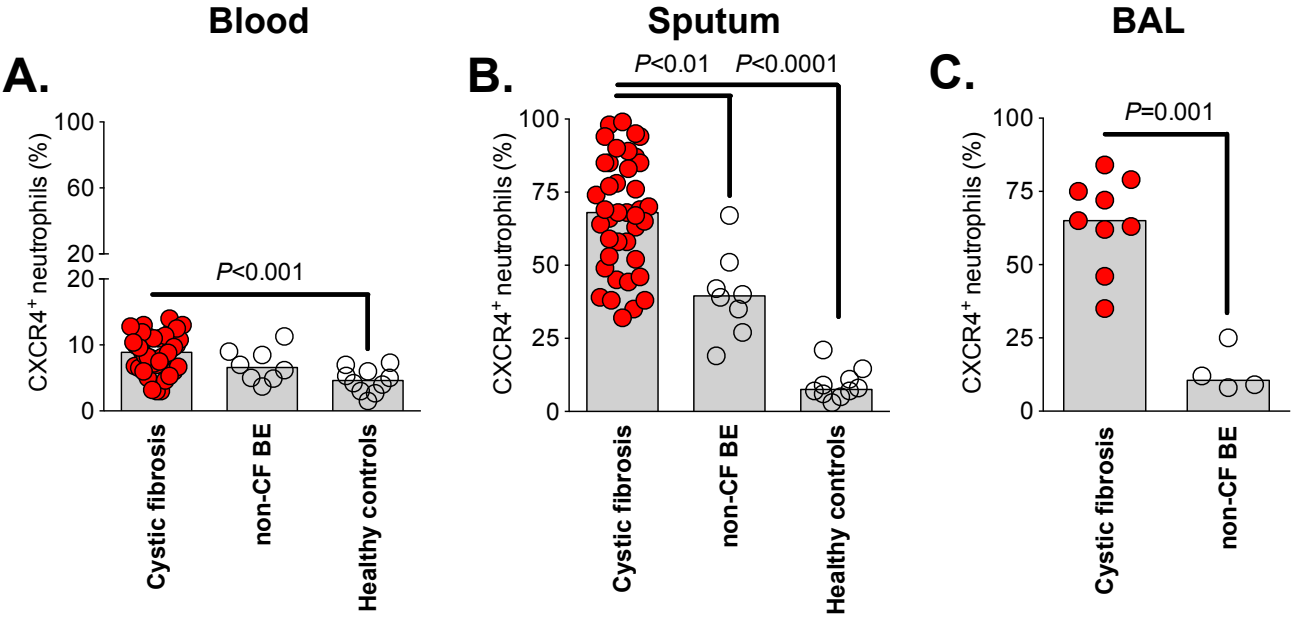 Blood
Sputum
BAL
A.
CXCR4⁺ neutrophils (%)
100
60
20
20
10
0
P<0.001
Cystic fibrosis
non-CF BE
Healthy controls
B.
CXCR4⁺ neutrophils (%)
P<0.01
P<0.0001
100
75
50
25
0
Cystic fibrosis
non-CF BE
Healthy controls
C.
CXCR4⁺ neutrophils (%)
P=0.001
100
75
50
25
0
Cystic fibrosis
non-CF BE